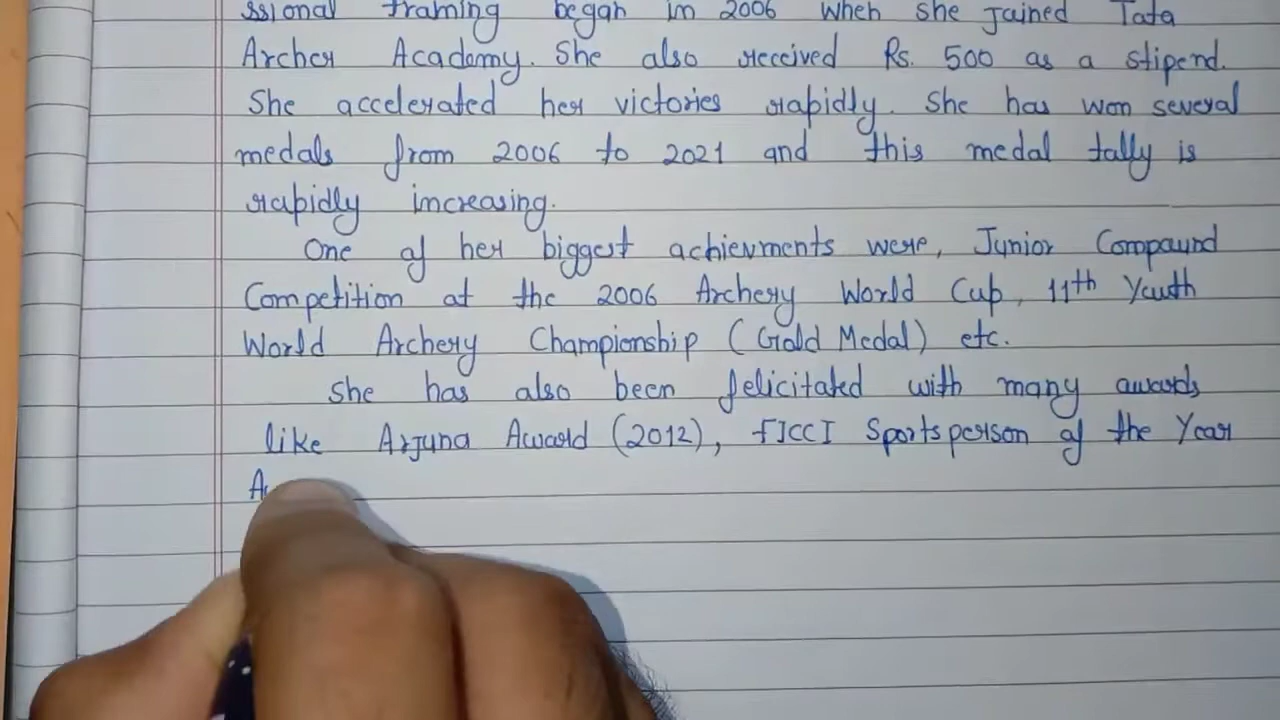 ssional training began in 2006 when she joined Tata
Archery Academy. She also received Rs. 500 as a stipend.
She accelerated her victories rapidly. She has won several
medals from 2006 to 2021 and this medal tally is
rapidly increasing.
One of her biggest achievments were, Junior Compound
Competition at the 2006 Archery World Cup, 11th Youth
World Archery Championship (Gold Medal) etc.
She has also been felicitated with many awards
like Arjuna Award (2012), FICCI Sportsperson of the Year